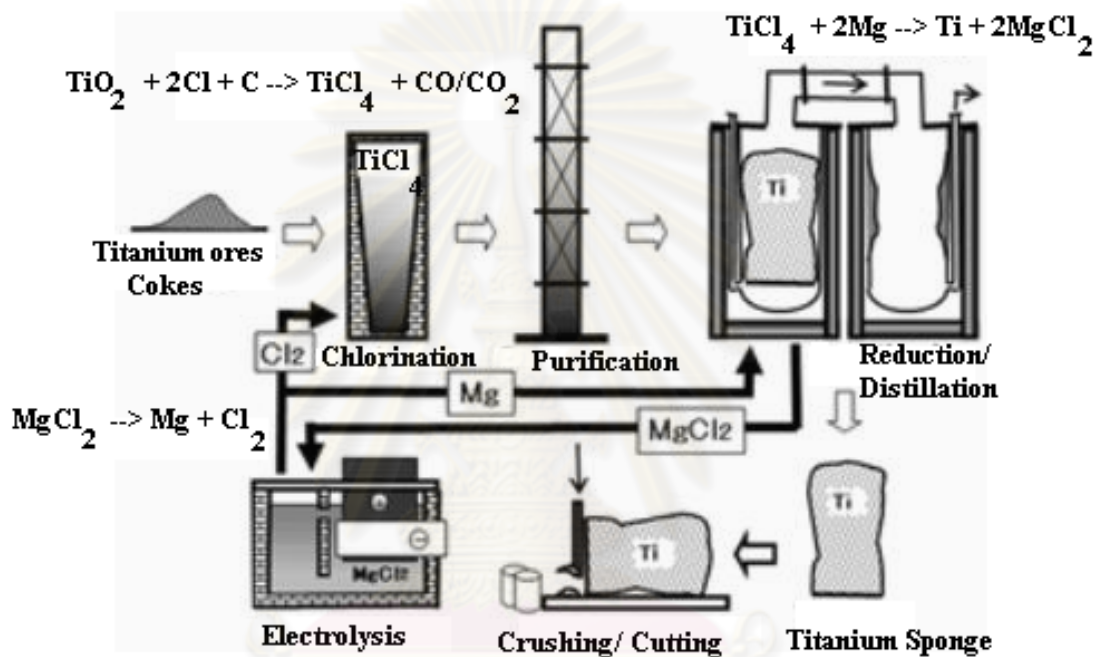 TiCl4 + 2Mg --> Ti + 2MgCl2
TiO2 + 2Cl + C --> TiCl4 + CO/CO2
TiCl4
Ti
Titanium ores
Cokes
Cl2
Chlorination
Purification
Reduction/
Distillation
Mg
MgCl2 --> Mg + Cl2
MgCl2
Ti
Ti
+
−
MgCl2
Electrolysis
Crushing/ Cutting
Titanium Sponge